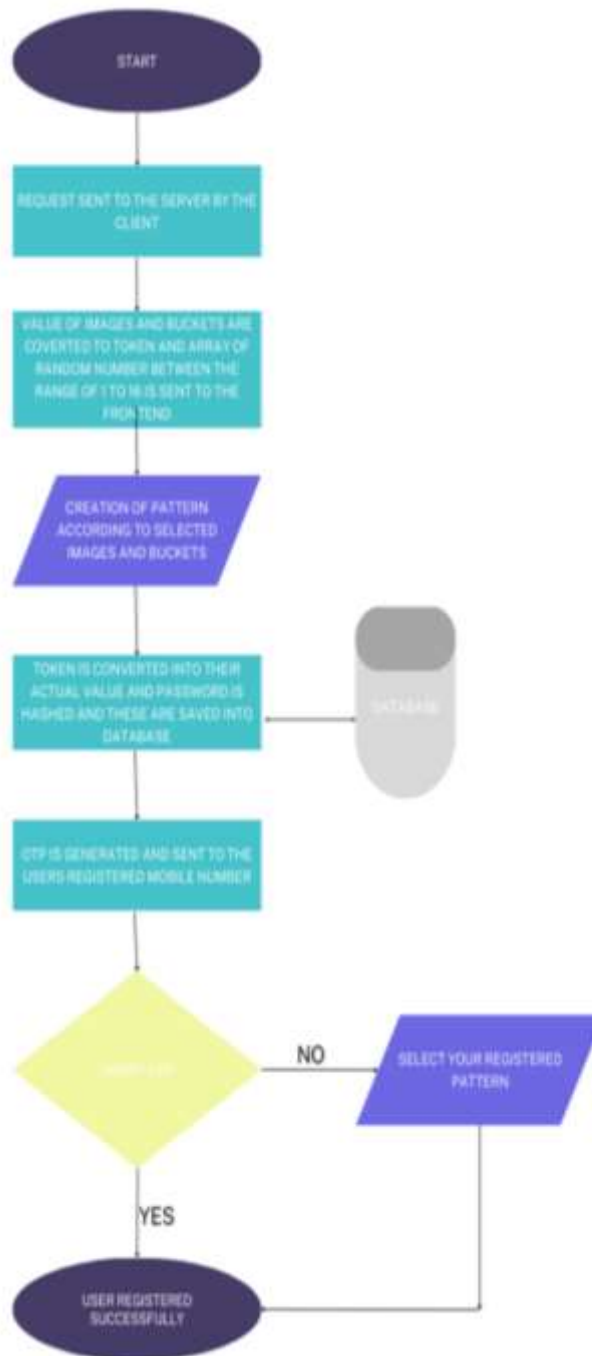 START
REQUEST SENT TO THE SERVER BY THE
CLIENT
VALUE OF IMAGES AND BUCKETS ARE
COVERTED TO TOKEN AND ARRAY OF
RANDOM NUMBER BETWEEN THE
RANGE OF 1 TO 16 IS SENT TO THE
FRONTEND
CREATION OF PATTERN
ACCORDING TO SELECTED
IMAGES AND BUCKETS
TOKEN IS CONVERTED INTO THEIR
ACTUAL VALUE AND PASSWORD IS
HASHED AND THESE ARE SAVED INTO
DATABASE
DATABASE
OTP IS GENERATED AND SENT TO THE
USERS REGISTERED MOBILE NUMBER
NO
SELECT YOUR REGISTERED
PATTERN
YES
USER REGISTERED
SUCCESSFULLY